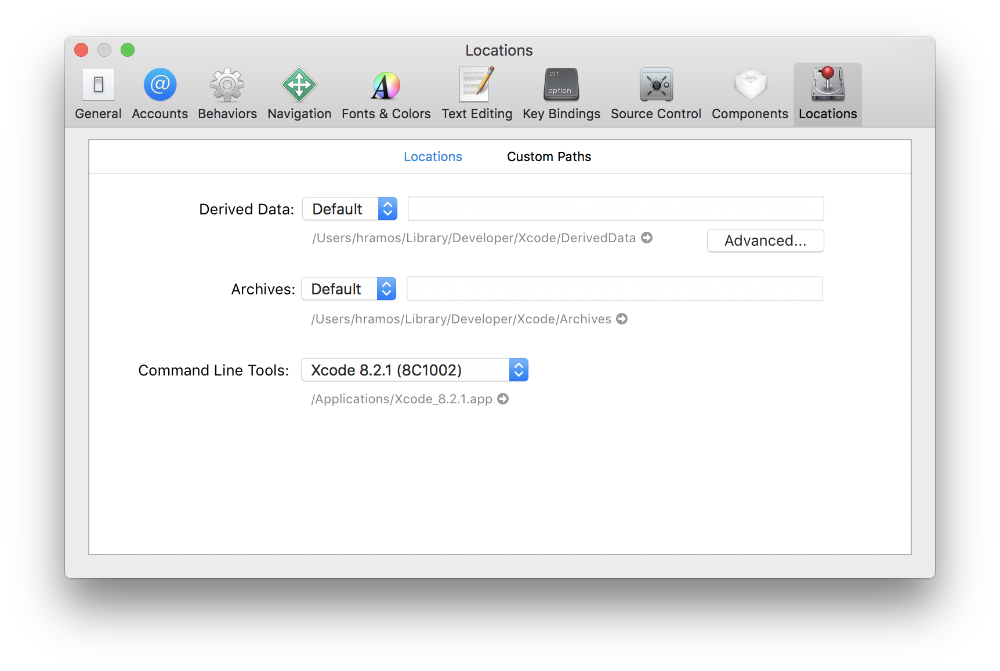 Locations
General Accounts Behaviors Navigation Fonts & Colors Text Editing Key Bindings Source Control Components Locations
@
A
alt
option
Locations Custom Paths
Derived Data: Default
/Users/hramos/Library/Developer/Xcode/DerivedData
Advanced...
Archives: Default
/Users/hramos/Library/Developer/Xcode/Archives
Command Line Tools: Xcode 8.2.1 (8C1002)
/Applications/Xcode_8.2.1.app